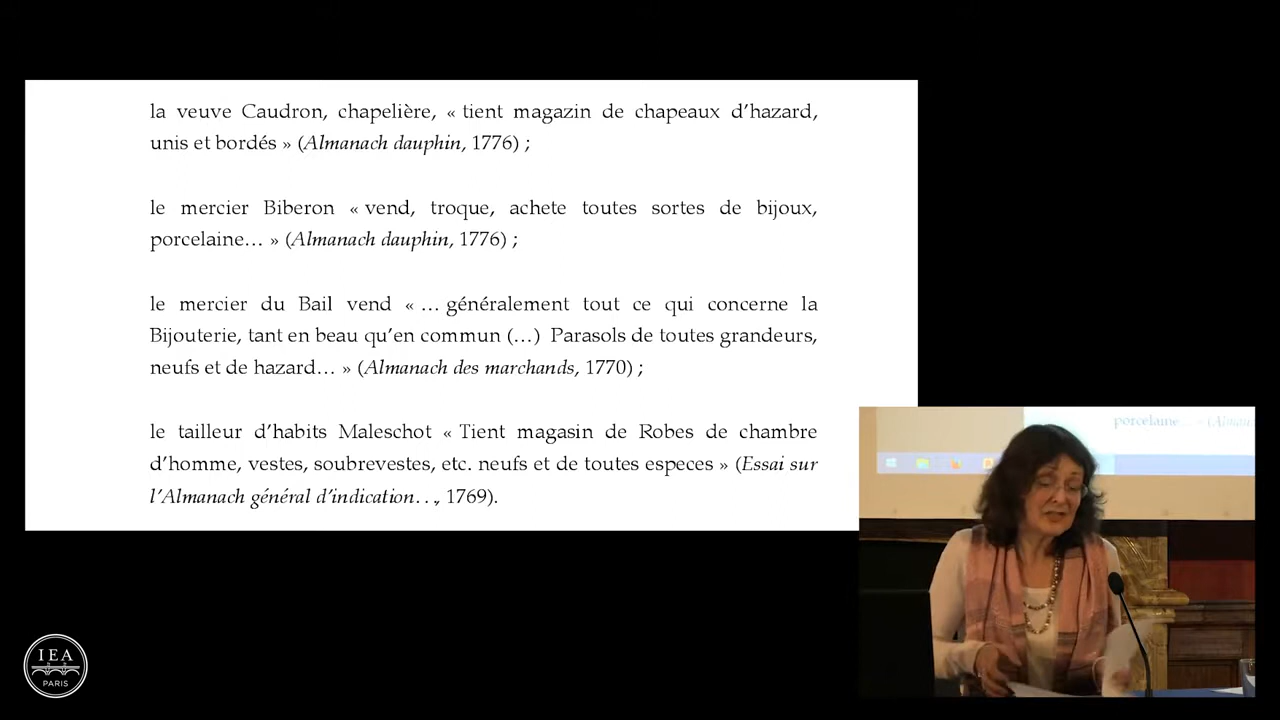 la veuve Caudron, chapelière, « tient magazin de chapeaux d’hazard,
unis et bordés » (Almanach dauphin, 1776) ;
le mercier Biberon « vend, troque, achete toutes sortes de bijoux,
porcelaine… » (Almanach dauphin, 1776) ;
le mercier du Bail vend « … généralement tout ce qui concerne la
Bijouterie, tant en beau qu’en commun (…) Parasols de toutes grandeurs,
neufs et de hazard… » (Almanach des marchands, 1770) ;
le tailleur d’habits Maleschot « Tient magasin de Robes de chambre
d’homme, vestes, soubrevestes, etc. neufs et de toutes especes » (Essai sur
l’Almanach général d’indication…, 1769).
porcelaine… » (Alman
IEA
PARIS